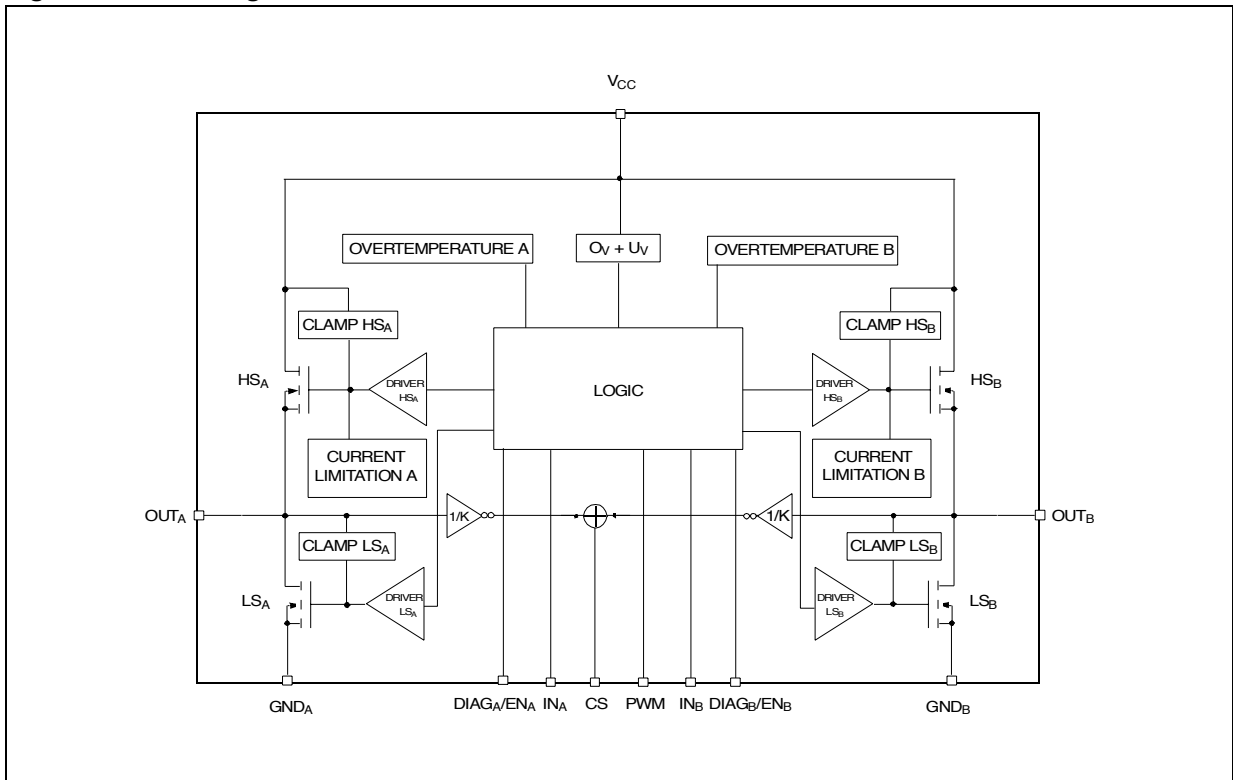 VCC
OVERTEMPERATURE A
OV + UV
OVERTEMPERATURE B
CLAMP HSA
CLAMP HSB
HSA
DRIVER
HSA
LOGIC
DRIVER
HSB
HSB
CURRENT
LIMITATION A
CURRENT
LIMITATION B
OUTA
1/K
1/K
OUTB
CLAMP LSA
CLAMP LSB
LSA
DRIVER
LSA
DRIVER
LSB
LSB
GNDA
DIAGA/ENA
INA
CS
PWM
INB
DIAGB/ENB
GNDB